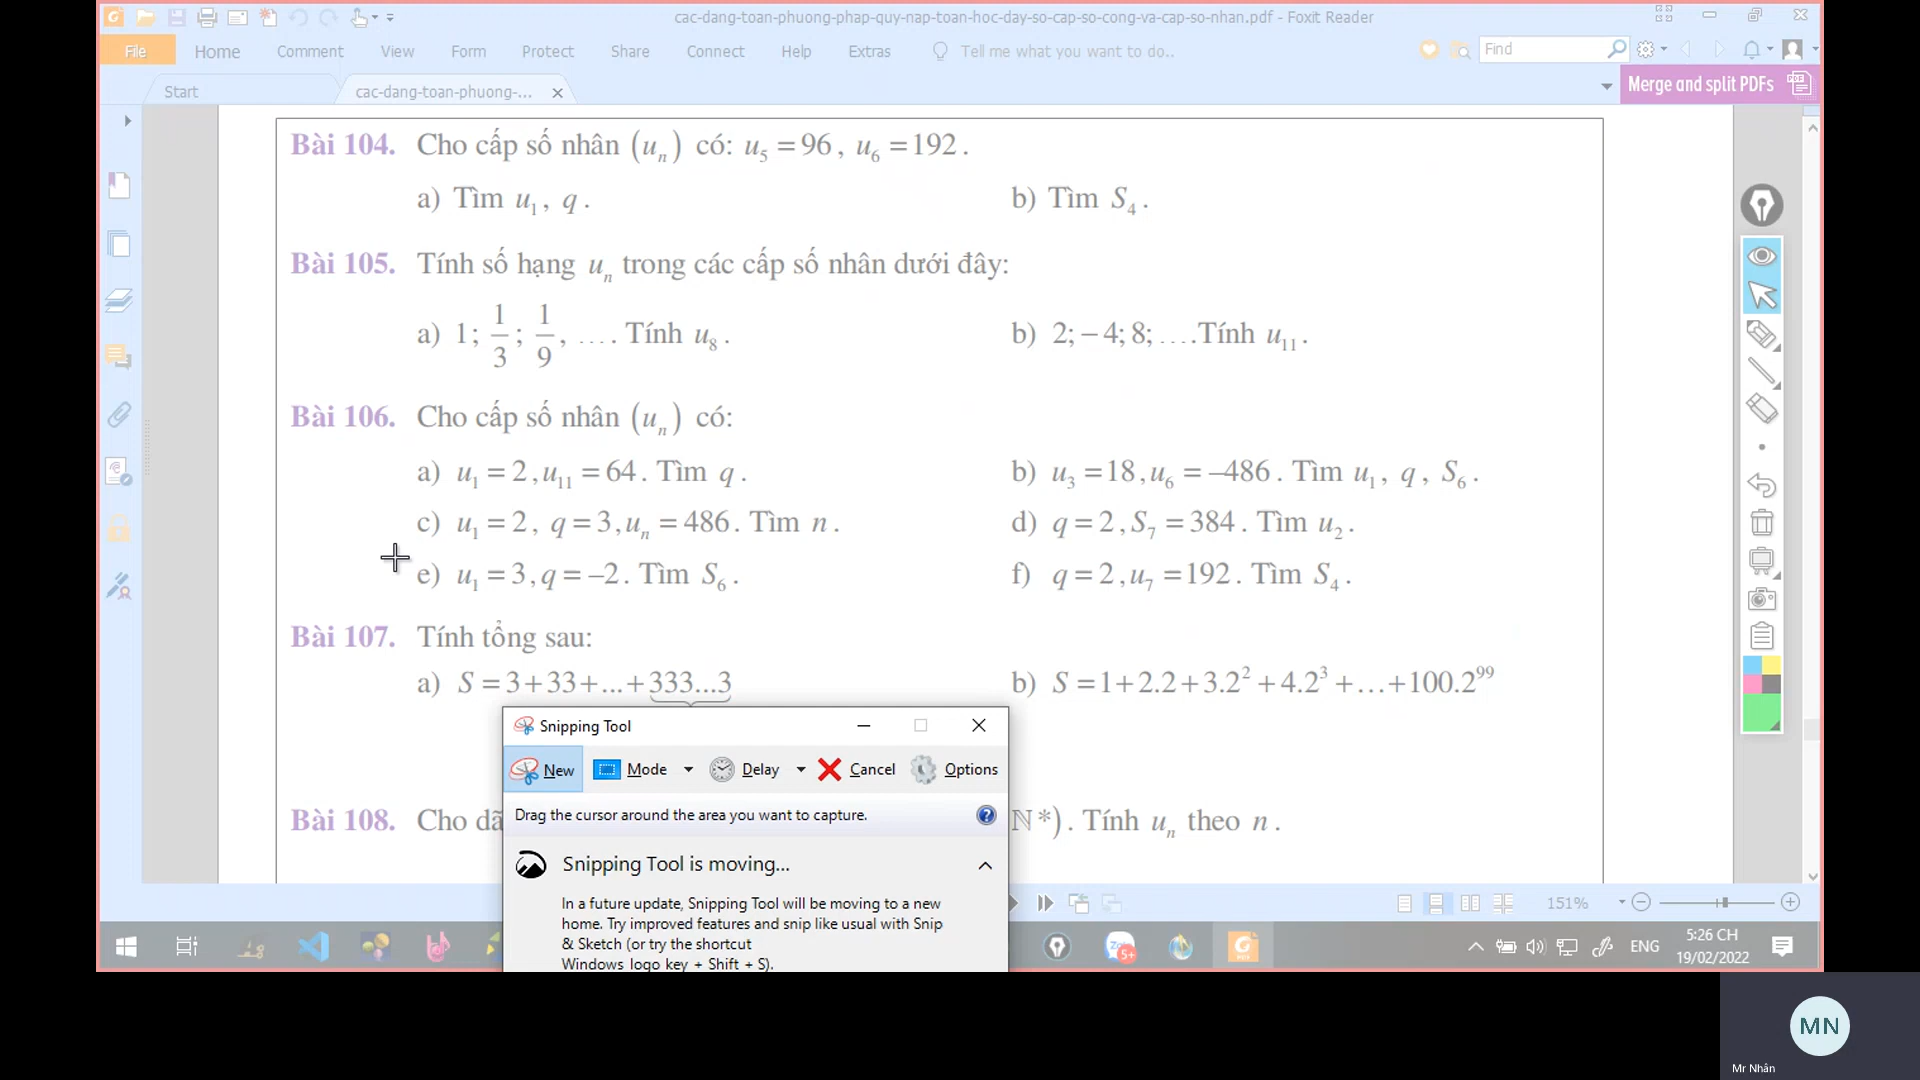 cac-dang-toan-phuong-phap-quy-nap-toan-hoc-day-so-cap-so-cong-va-cap-so-nhan.pdf - Foxit Reader
File Home Comment View Form Protect Share Connect Help Extras Tell me what you want to do.. Find
Start cac-dang-toan-phuong-... Merge and split PDFs
Bài 104. Cho cấp số nhân (uₙ) có: u₅ = 96, u₆ = 192.
a) Tìm u₁, q. b) Tìm S₄.
Bài 105. Tính số hạng uₙ trong các cấp số nhân dưới đây:
a) 1; 1/3; 1/9, .... Tính u₈. b) 2; – 4; 8; ....Tính u₁₁.
Bài 106. Cho cấp số nhân (uₙ) có:
a) u₁ = 2, u₁₁ = 64. Tìm q. b) u₃ = 18, u₆ = –486. Tìm u₁, q, S₆.
c) u₁ = 2, q = 3, uₙ = 486. Tìm n. d) q = 2, S₇ = 384. Tìm u₂.
e) u₁ = 3, q = –2. Tìm S₆. f) q = 2, u₇ = 192. Tìm S₄.
Bài 107. Tính tổng sau:
a) S = 3 + 33 + ... + 333...3 b) S = 1 + 2.2 + 3.2² + 4.2³ + ... + 100.2⁹⁹
Snipping Tool
New Mode Delay Cancel Options
Drag the cursor around the area you want to capture.
Bài 108. Cho dã ℕ*). Tính uₙ theo n.
Snipping Tool is moving...
In a future update, Snipping Tool will be moving to a new
home. Try improved features and snip like usual with Snip
& Sketch (or try the shortcut
Windows logo key + Shift + S).
151%
5+ ENG 5:26 CH
19/02/2022
MN
Mr Nhân